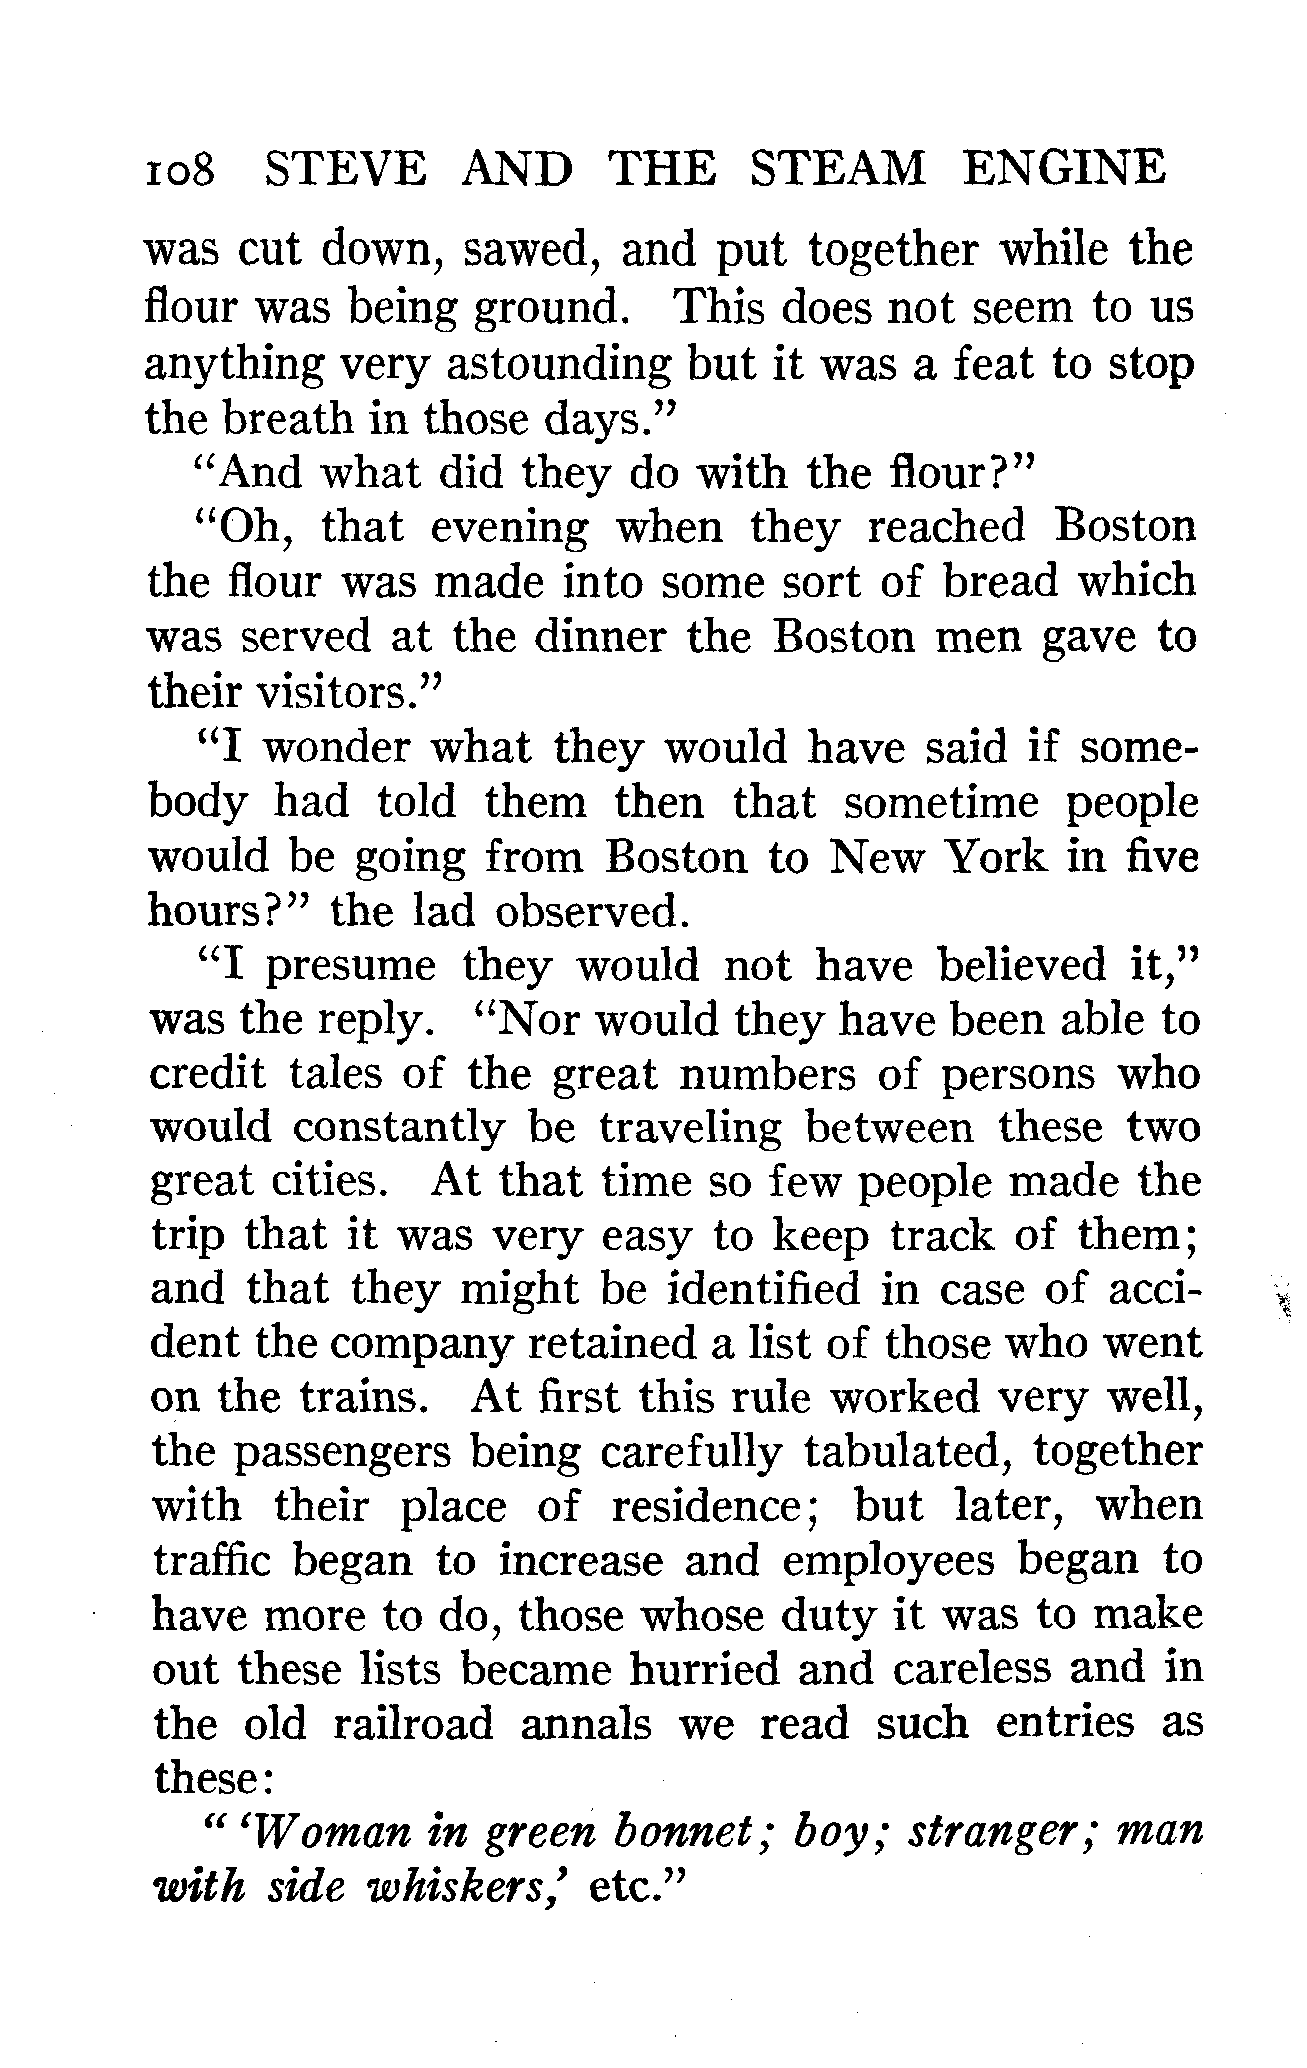 108 STEVE AND THE STEAM ENGINE
was cut down, sawed, and put together while the
flour was being ground. This does not seem to us
anything very astounding but it was a feat to stop
the breath in those days.”
“And what did they do with the flour?”
“Oh, that evening when they reached Boston
the flour was made into some sort of bread which
was served at the dinner the Boston men gave to
their visitors.”
“I wonder what they would have said if some-
body had told them then that sometime people
would be going from Boston to New York in five
hours?” the lad observed.
“I presume they would not have believed it,”
was the reply. “Nor would they have been able to
credit tales of the great numbers of persons who
would constantly be traveling between these two
great cities. At that time so few people made the
trip that it was very easy to keep track of them;
and that they might be identified in case of acci-
dent the company retained a list of those who went
on the trains. At first this rule worked very well,
the passengers being carefully tabulated, together
with their place of residence; but later, when
traffic began to increase and employees began to
have more to do, those whose duty it was to make
out these lists became hurried and careless and in
the old railroad annals we read such entries as
these:
“ ‘Woman in green bonnet; boy; stranger; man
with side whiskers,’ etc.”